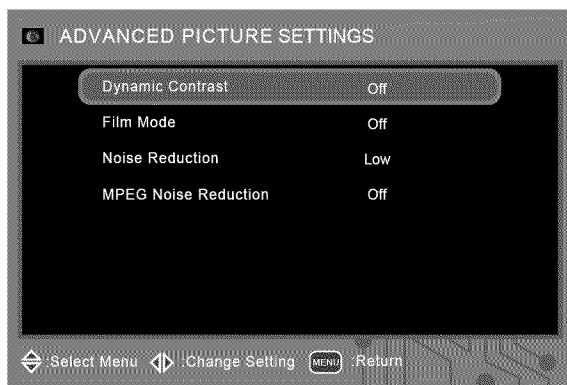 ADVANCED PICTURE SETTINGS
Dynamic Contrast Off
Film Mode Off
Noise Reduction Low
MPEG Noise Reduction Off
:Select Menu :Change Setting MENU :Return